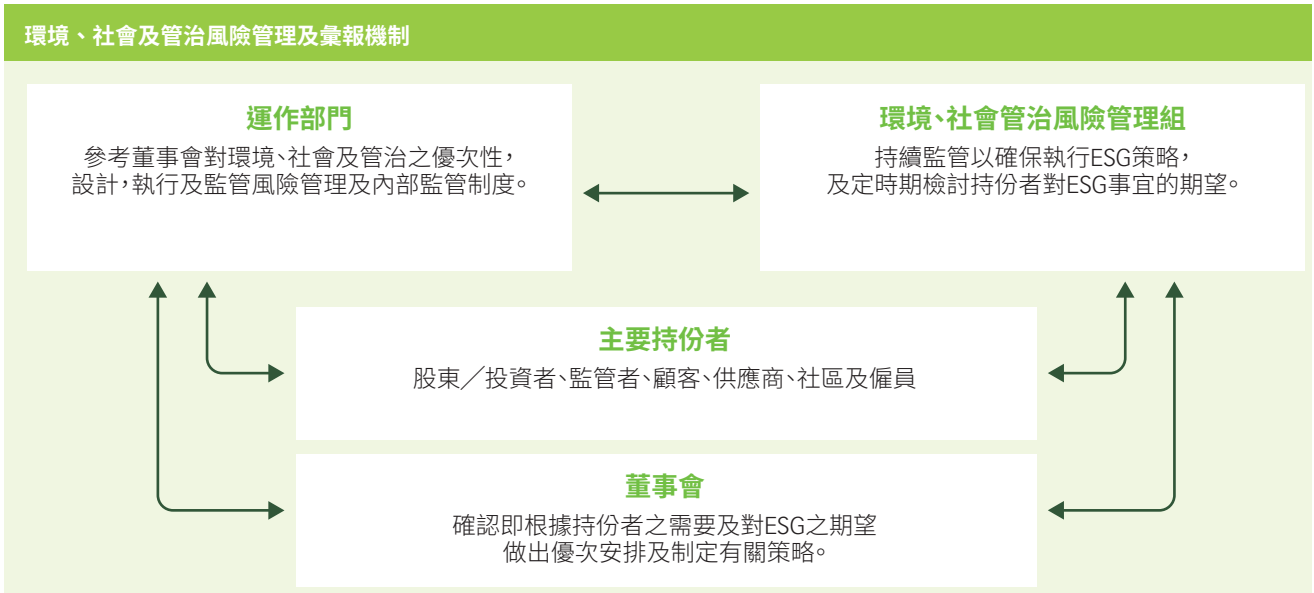 環境、社會及管治風險管理及彙報機制
運作部門
參考董事會對環境、社會及管治之優次性，
設計，執行及監管風險管理及內部監管制度。
環境、社會管治風險管理組
持續監管以確保執行ESG策略，
及定時期檢討持份者對ESG事宜的期望。
主要持份者
股東／投資者、監管者、顧客、供應商、社區及僱員
董事會
確認即根據持份者之需要及對ESG之期望
做出優次安排及制定有關策略。